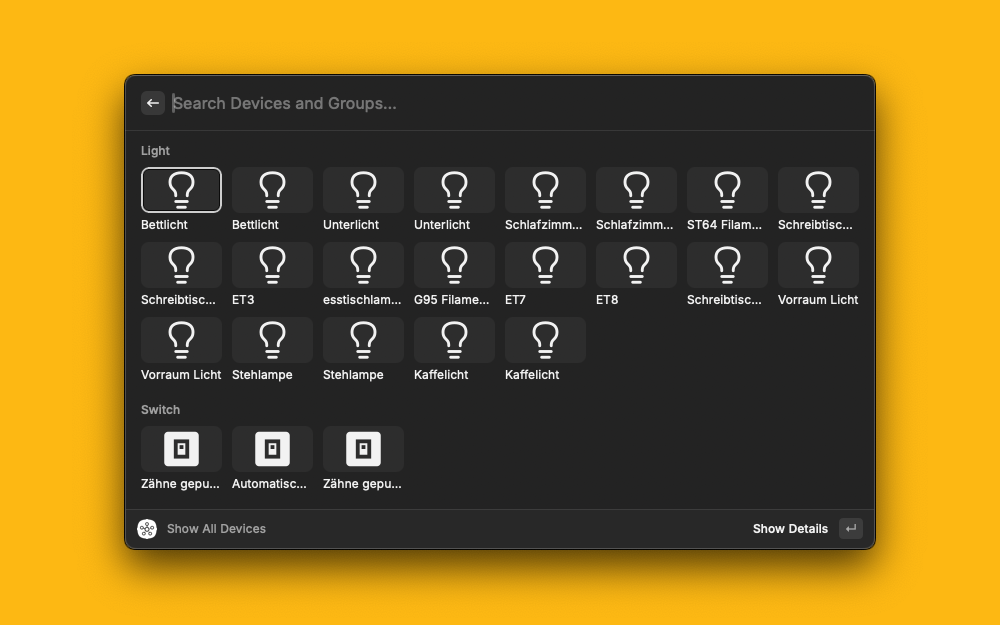 Search Devices and Groups...
Light
Bettlicht Bettlicht Unterlicht Unterlicht Schlafzimm... Schlafzimm... ST64 Filam... Schreibtisc...
Schreibtisc... ET3 esstischlam... G95 Filame... ET7 ET8 Schreibtisc... Vorraum Licht
Vorraum Licht Stehlampe Stehlampe Kaffelicht Kaffelicht
Switch
Zähne gepu... Automatisc... Zähne gepu...
Show All Devices Show Details